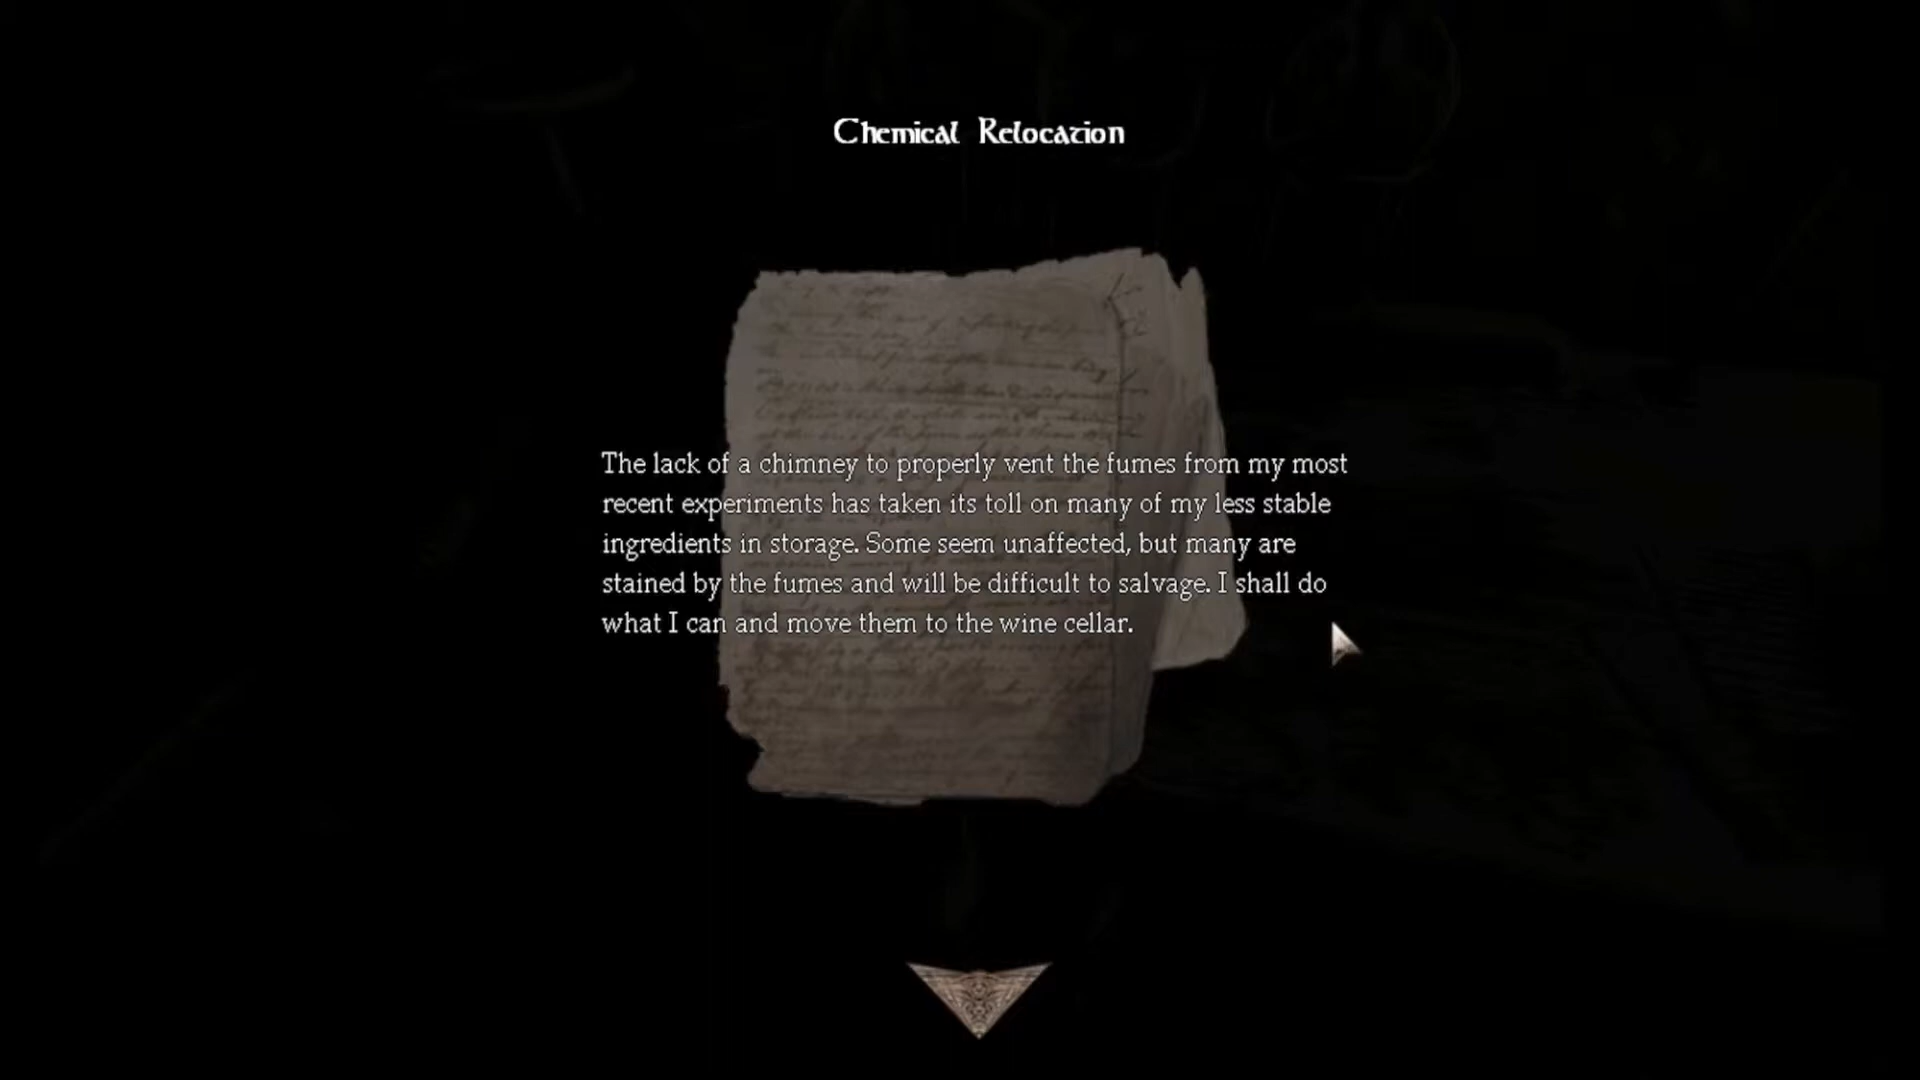 Chemical Relocation
The lack of a chimney to properly vent the fumes from my most
recent experiments has taken its toll on many of my less stable
ingredients in storage. Some seem unaffected, but many are
stained by the fumes and will be difficult to salvage. I shall do
what I can and move them to the wine cellar.